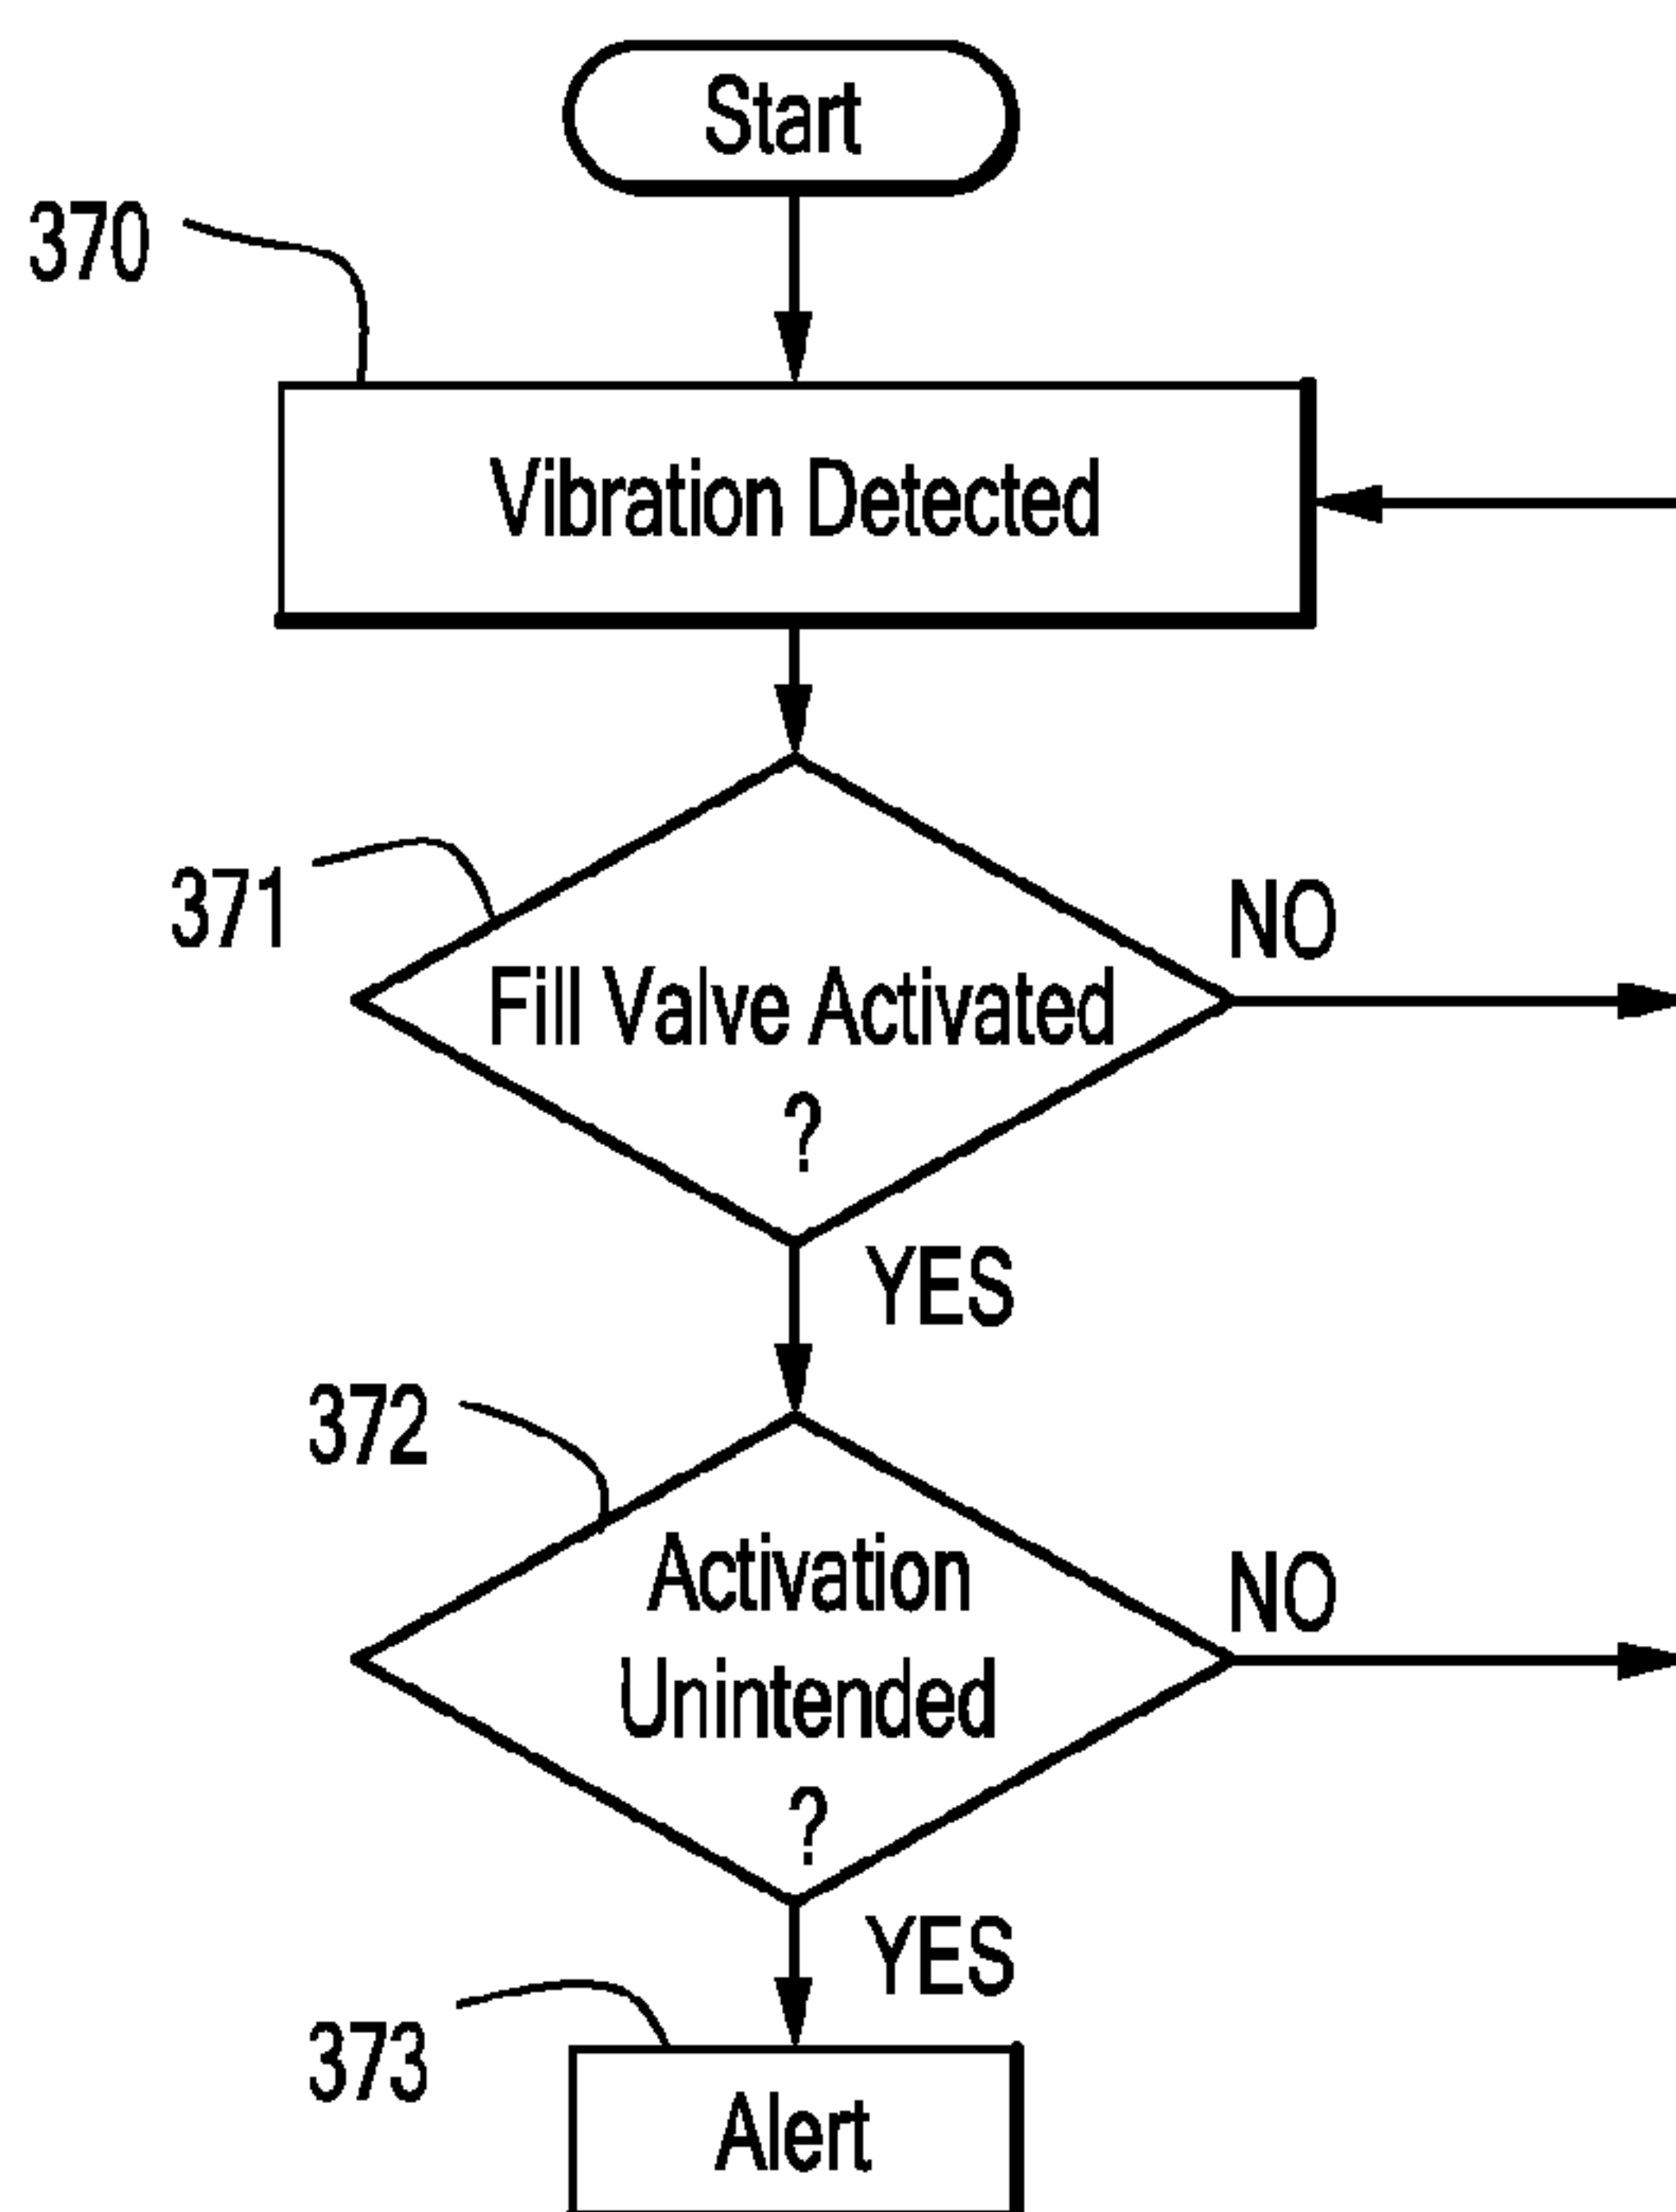 Start
370
Vibration Detected
371
NO
Fill Valve Activated
?
YES
372
Activation
NO
Unintended
?
YES
373
Alert